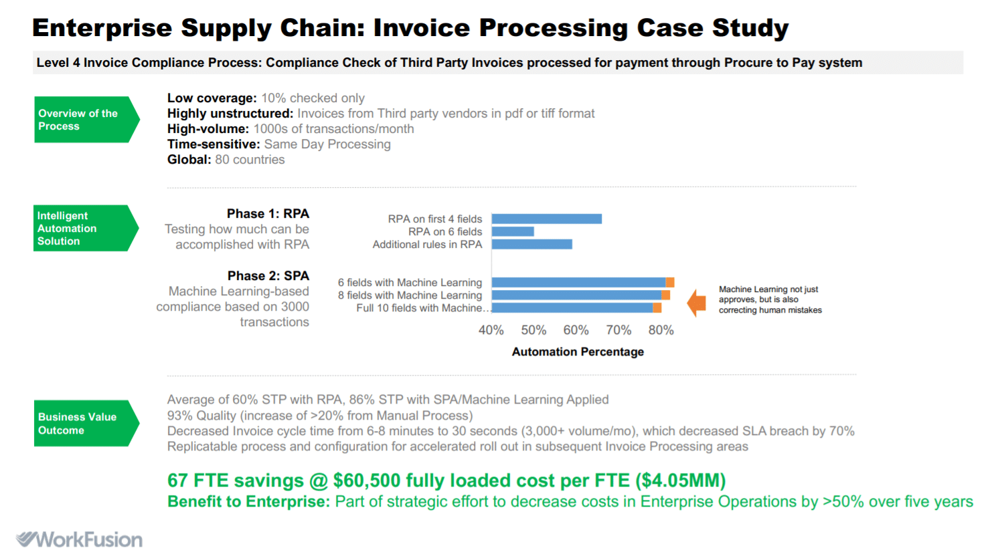 Enterprise Supply Chain: Invoice Processing Case Study
Level 4 Invoice Compliance Process: Compliance Check of Third Party Invoices processed for payment through Procure to Pay system
Overview of the
Process
Low coverage: 10% checked only
Highly unstructured: Invoices from Third party vendors in pdf or tiff format
High-volume: 1000s of transactions/month
Time-sensitive: Same Day Processing
Global: 80 countries
Intelligent
Automation
Solution
Phase 1: RPA
Testing how much can be
accomplished with RPA
RPA on first 4 fields
RPA on 6 fields
Additional rules in RPA
Phase 2: SPA
Machine Learning-based
compliance based on 3000
transactions
6 fields with Machine Learning
8 fields with Machine Learning
Full 10 fields with Machine…
40% 50% 60% 70% 80%
Automation Percentage
Machine Learning not just
approves, but is also
correcting human mistakes
Business Value
Outcome
Average of 60% STP with RPA, 86% STP with SPA/Machine Learning Applied
93% Quality (increase of >20% from Manual Process)
Decreased Invoice cycle time from 6-8 minutes to 30 seconds (3,000+ volume/mo), which decreased SLA breach by 70%
Replicatable process and configuration for accelerated roll out in subsequent Invoice Processing areas
67 FTE savings @ $60,500 fully loaded cost per FTE ($4.05MM)
Benefit to Enterprise: Part of strategic effort to decrease costs in Enterprise Operations by >50% over five years
WorkFusion